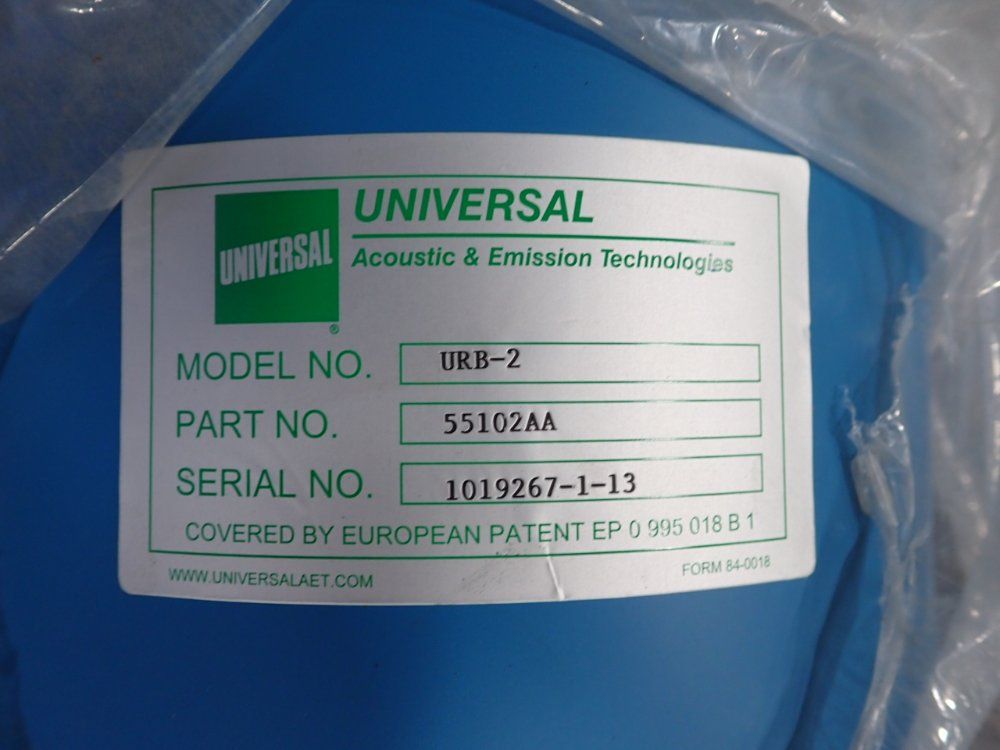 UNIVERSAL
UNIVERSAL
®
Acoustic & Emission Technologies
MODEL NO. URB-2
PART NO. 55102AA
SERIAL NO. 1019267-1-13
COVERED BY EUROPEAN PATENT EP 0 995 018 B 1
WWW.UNIVERSALAET.COM FORM 84-0018